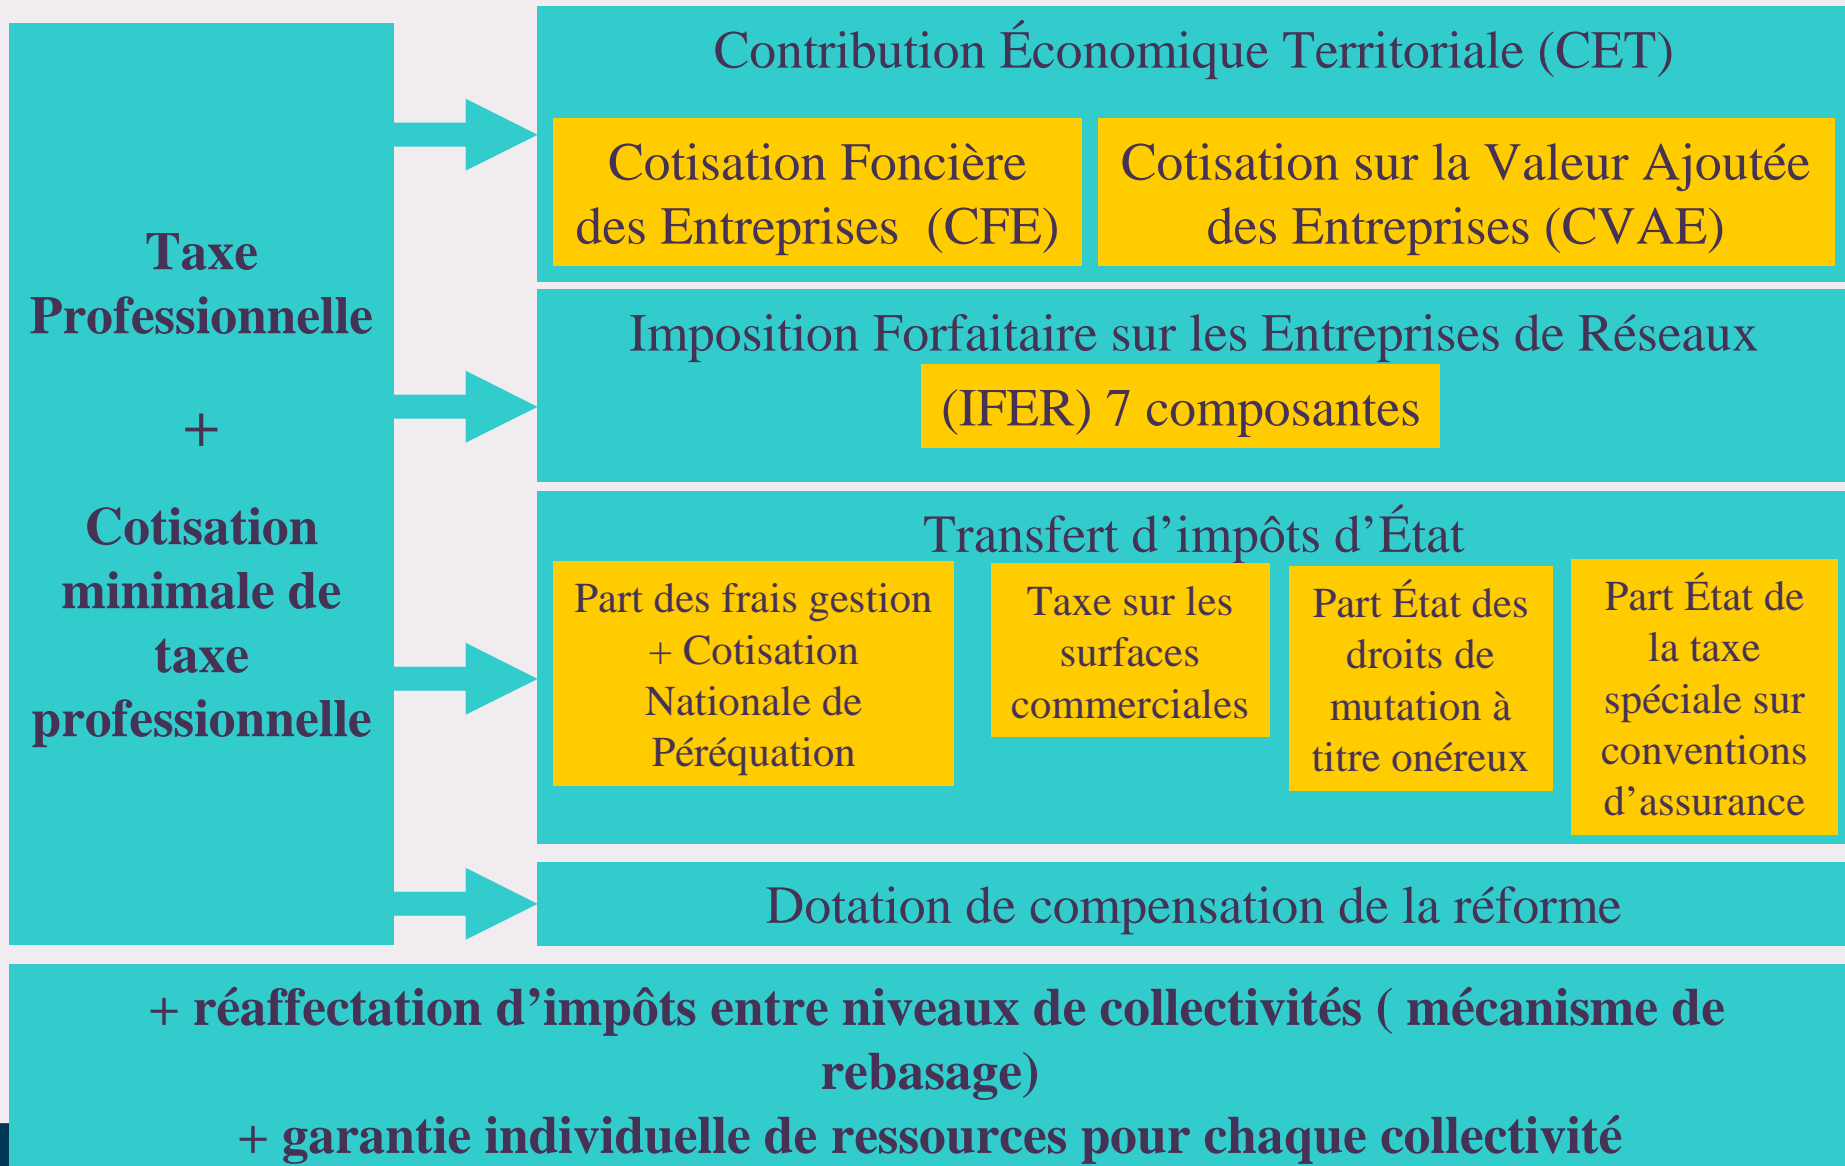 Taxe
Professionnelle
+
Cotisation
minimale de
taxe
professionnelle
Contribution Économique Territoriale (CET)
Cotisation Foncière
des Entreprises (CFE)
Cotisation sur la Valeur Ajoutée
des Entreprises (CVAE)
Imposition Forfaitaire sur les Entreprises de Réseaux
(IFER) 7 composantes
Transfert d’impôts d’État
Part des frais gestion
+ Cotisation
Nationale de
Péréquation
Taxe sur les
surfaces
commerciales
Part État des
droits de
mutation à
titre onéreux
Part État de
la taxe
spéciale sur
conventions
d’assurance
Dotation de compensation de la réforme
+ réaffectation d’impôts entre niveaux de collectivités ( mécanisme de
rebasage)
+ garantie individuelle de ressources pour chaque collectivité